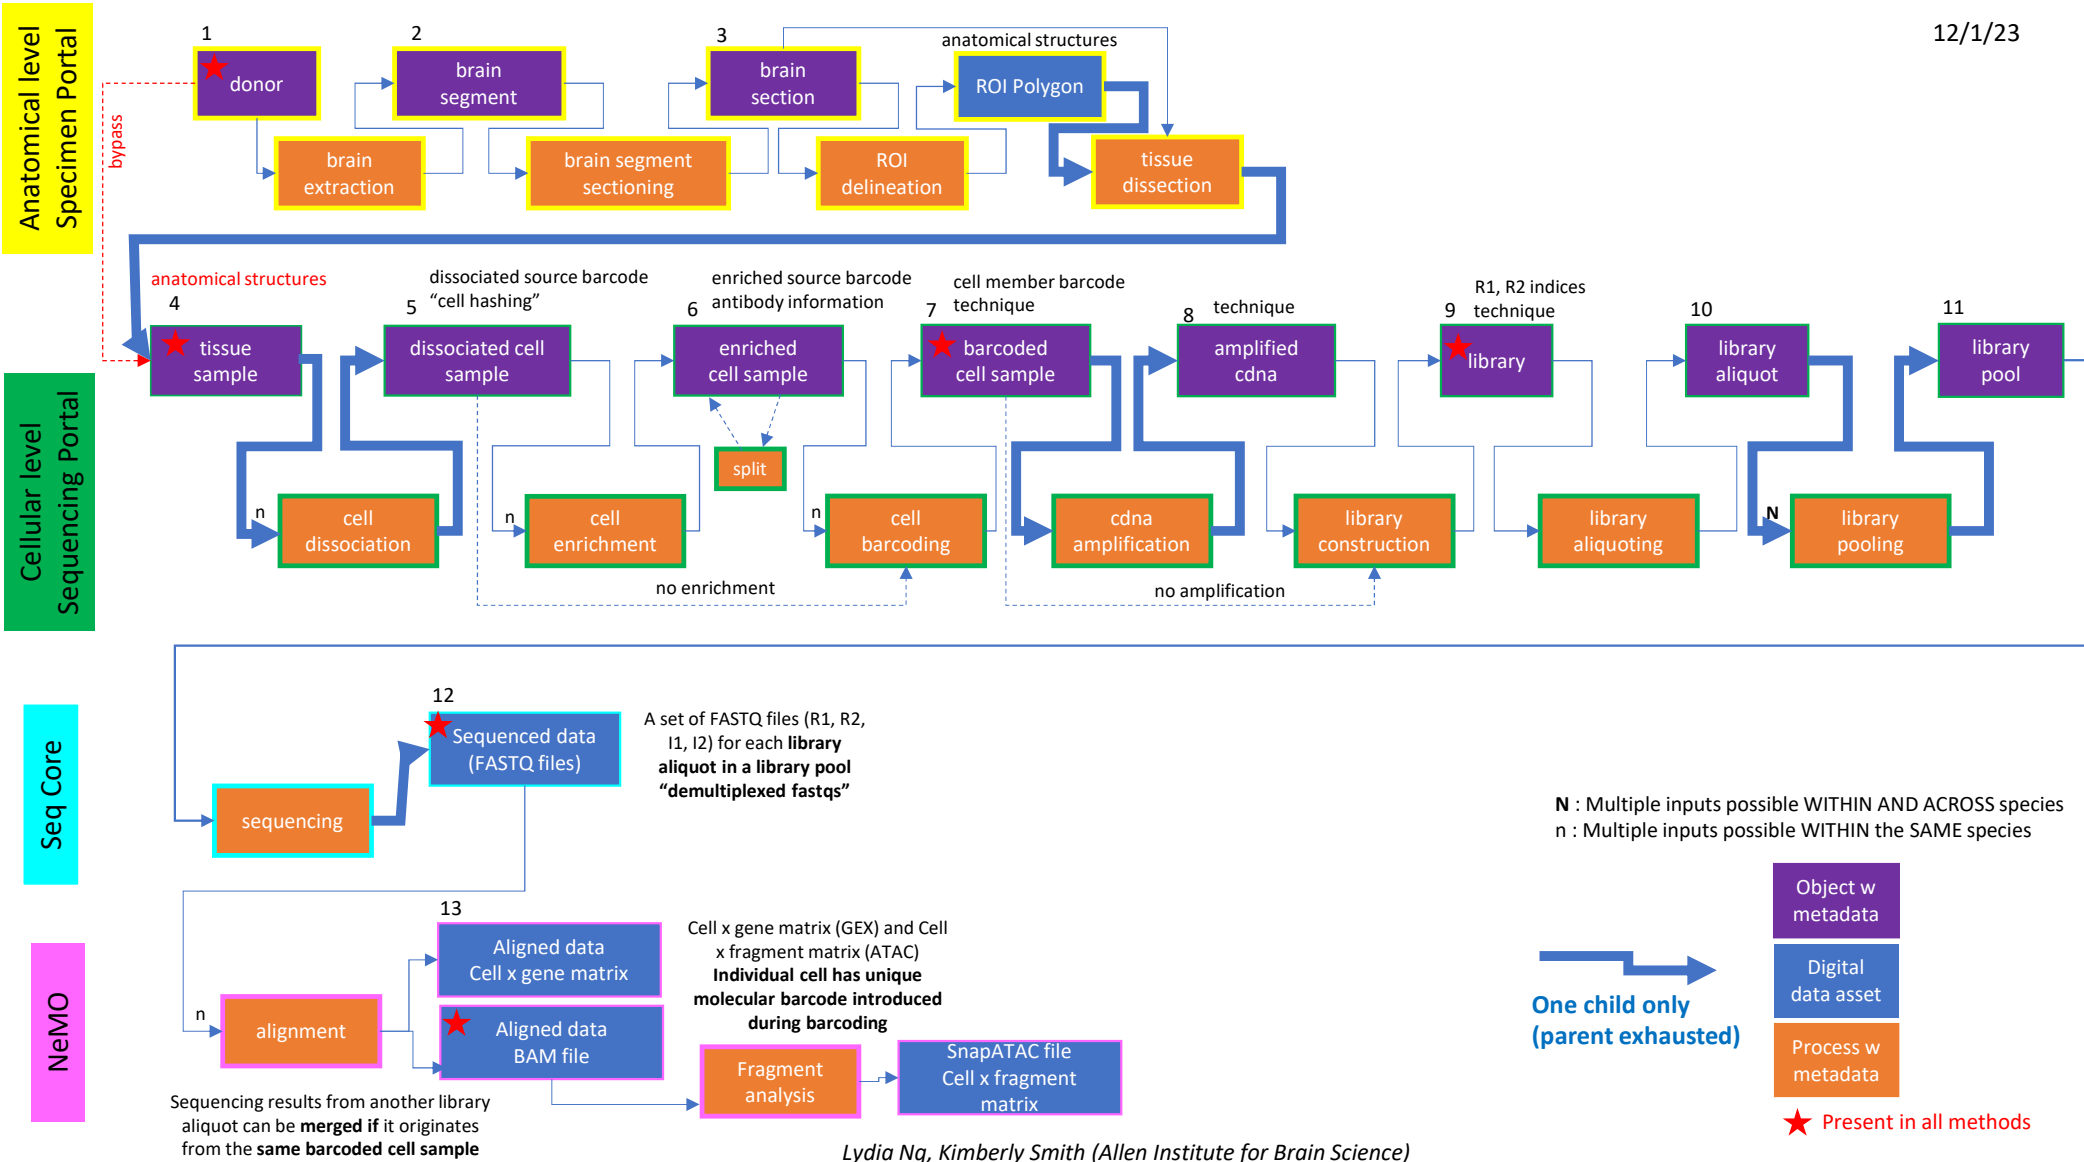 12/1/23
Anatomical level
Specimen Portal
1
donor
2
brain
segment
3
brain
section
anatomical structures
ROI Polygon
bypass
brain
extraction
brain segment
sectioning
ROI
delineation
tissue
dissection
Cellular level
Sequencing Portal
anatomical structures
4
tissue
sample
dissociated source barcode
“cell hashing”
5
dissociated cell
sample
enriched source barcode
antibody information
6
enriched
cell sample
cell member barcode
technique
7
barcoded
cell sample
8
technique
amplified
cdna
R1, R2 indices
technique
9
library
10
library
aliquot
11
library
pool
split
n
cell
dissociation
n
cell
enrichment
n
cell
barcoding
cdna
amplification
library
construction
library
aliquoting
N
library
pooling
no enrichment
no amplification
Seq Core
12
Sequenced data
(FASTQ files)
sequencing
A set of FASTQ files (R1, R2,
I1, I2) for each library
aliquot in a library pool
“demultiplexed fastqs”
N : Multiple inputs possible WITHIN AND ACROSS species
n : Multiple inputs possible WITHIN the SAME species
NeMO
13
Aligned data
Cell x gene matrix
n
alignment
Aligned data
BAM file
Cell x gene matrix (GEX) and Cell
x fragment matrix (ATAC)
Individual cell has unique
molecular barcode introduced
during barcoding
Fragment
analysis
SnapATAC file
Cell x fragment
matrix
Sequencing results from another library
aliquot can be merged if it originates
from the same barcoded cell sample
One child only
(parent exhausted)
Object w
metadata
Digital
data asset
Process w
metadata
Present in all methods
Lydia Ng, Kimberly Smith (Allen Institute for Brain Science)